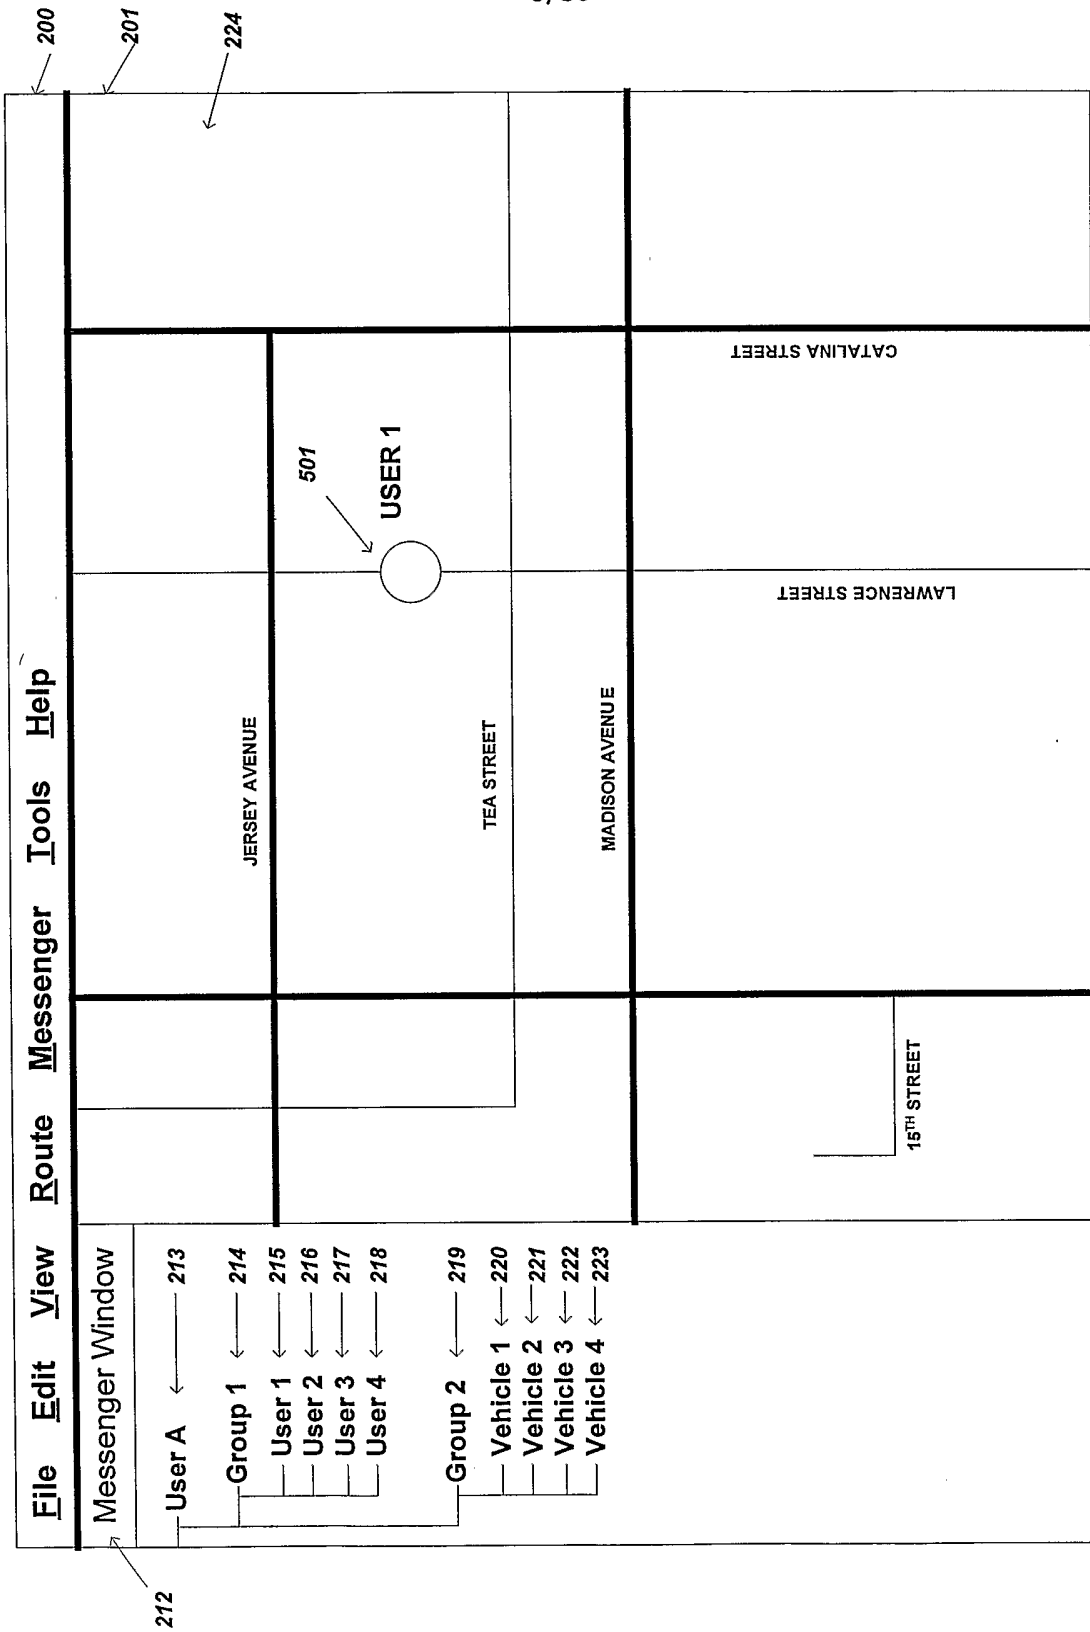 200
201
224
File Edit View Route Messenger Tools Help
Messenger Window
212
User A
213
Group 1
214
User 1
215
User 2
216
User 3
217
User 4
218
Group 2
219
Vehicle 1
220
Vehicle 2
221
Vehicle 3
222
Vehicle 4
223
JERSEY AVENUE
501
USER 1
TEA STREET
MADISON AVENUE
CATALINA STREET
LAWRENCE STREET
15TH STREET